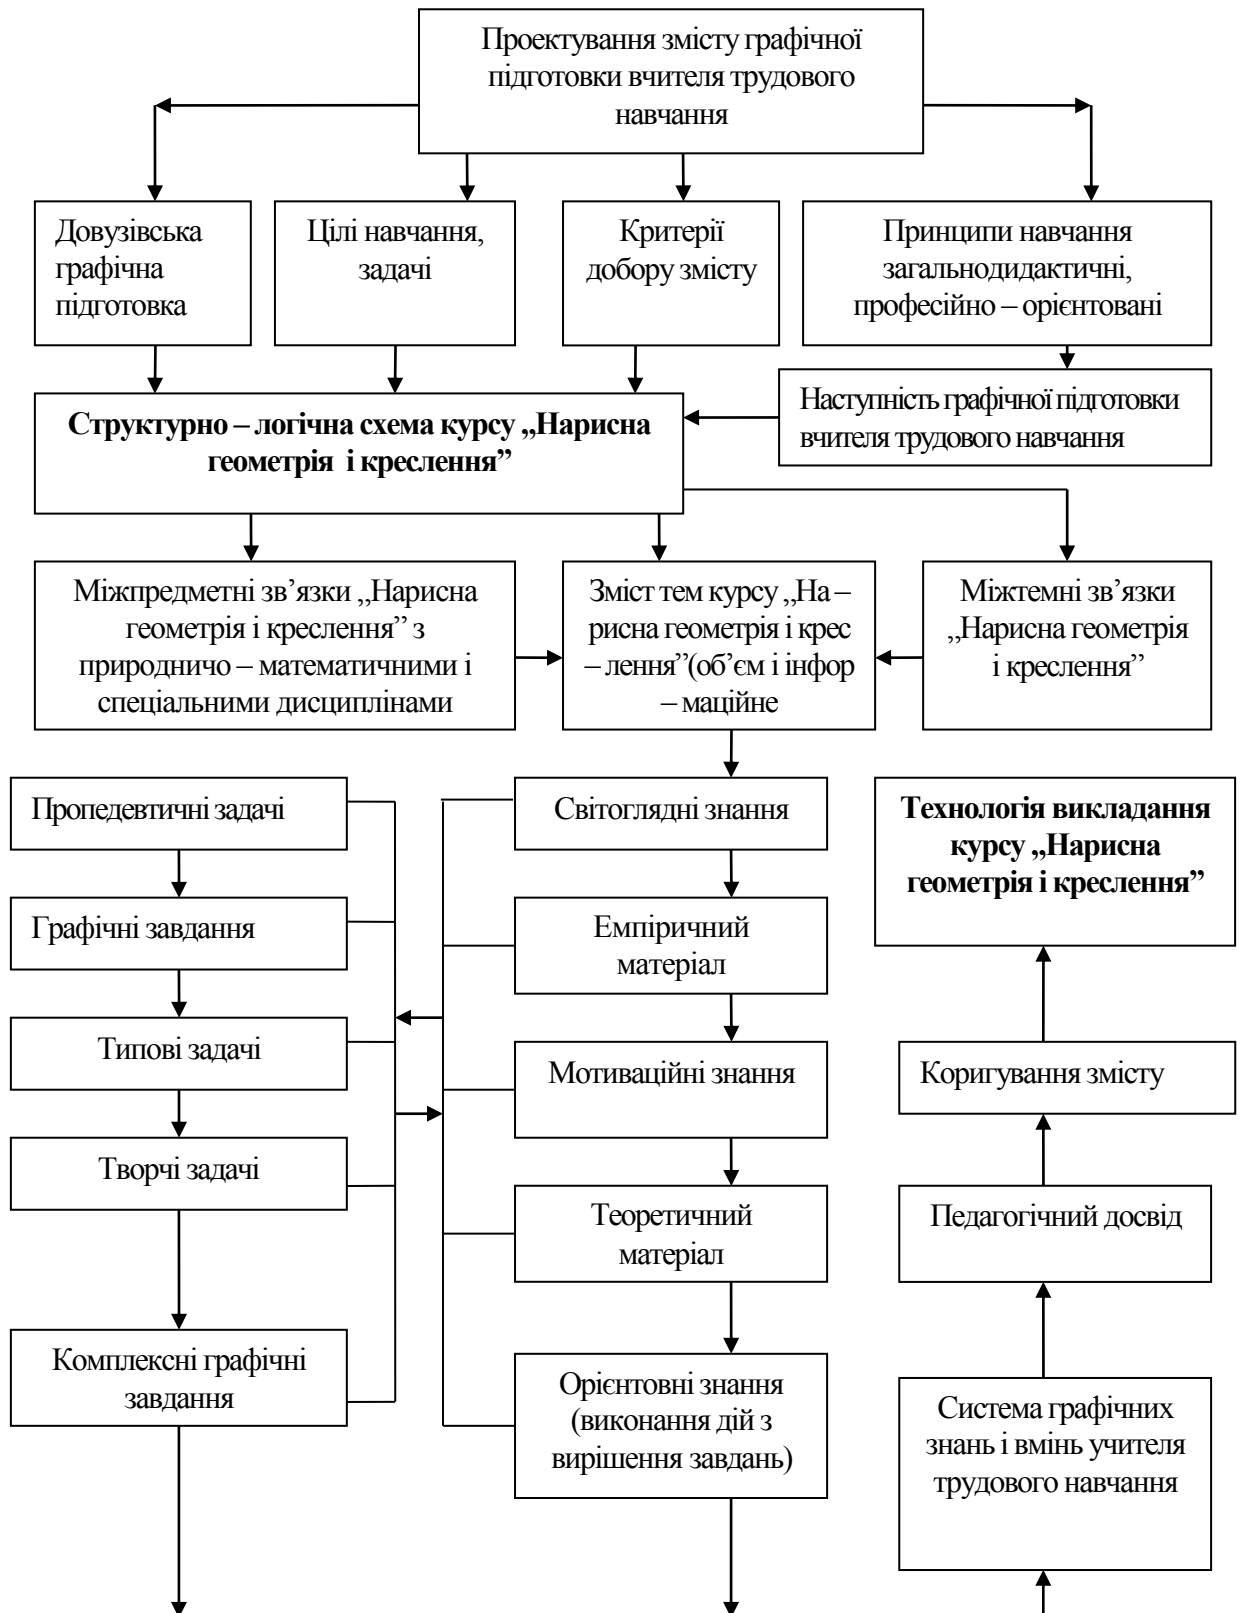 Проектування змісту графічної
підготовки вчителя трудового
навчання
Довузівська
графічна
підготовка
Цілі навчання,
задачі
Критерії
добору змісту
Принципи навчання
загальнодидактичні,
професійно – орієнтовані
Структурно – логічна схема курсу „Нарисна
геометрія і креслення”
Наступність графічної підготовки
вчителя трудового навчання
Міжпредметні зв’язки „Нарисна
геометрія і креслення” з
природничо – математичними і
спеціальними дисциплінами
Зміст тем курсу „На –
рисна геометрія і крес
– лення”(об’єм і інфор
– маційне
Міжтемні зв’язки
„Нарисна геометрія
і креслення”
Пропедевтичні задачі
Графічні завдання
Типові задачі
Творчі задачі
Комплексні графічні
завдання
Світоглядні знання
Емпіричний
матеріал
Мотиваційні знання
Теоретичний
матеріал
Орієнтовні знання
(виконання дій з
вирішення завдань)
Технологія викладання
курсу „Нарисна
геометрія і креслення”
Коригування змісту
Педагогічний досвід
Система графічних
знань і вмінь учителя
трудового навчання